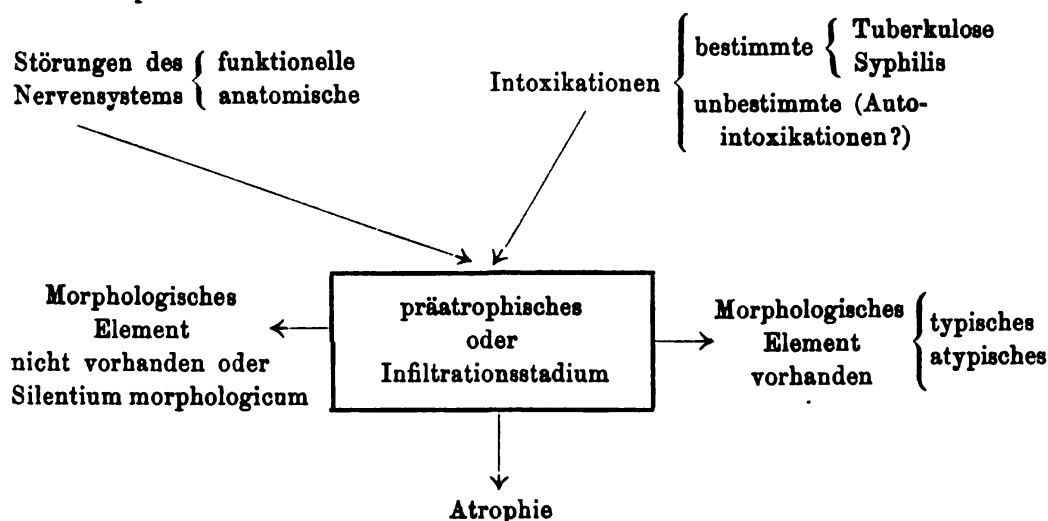 Störungen des
Nervensystems
funktionelle
anatomische
Intoxikationen
bestimmte
Tuberkulose
Syphilis
unbestimmte (Auto-
intoxikationen?)
Morphologisches
Element
nicht vorhanden oder
Silentium morphologicum
präatrophisches
oder
Infiltrationsstadium
Morphologisches
Element
vorhanden
typisches
atypisches
Atrophie